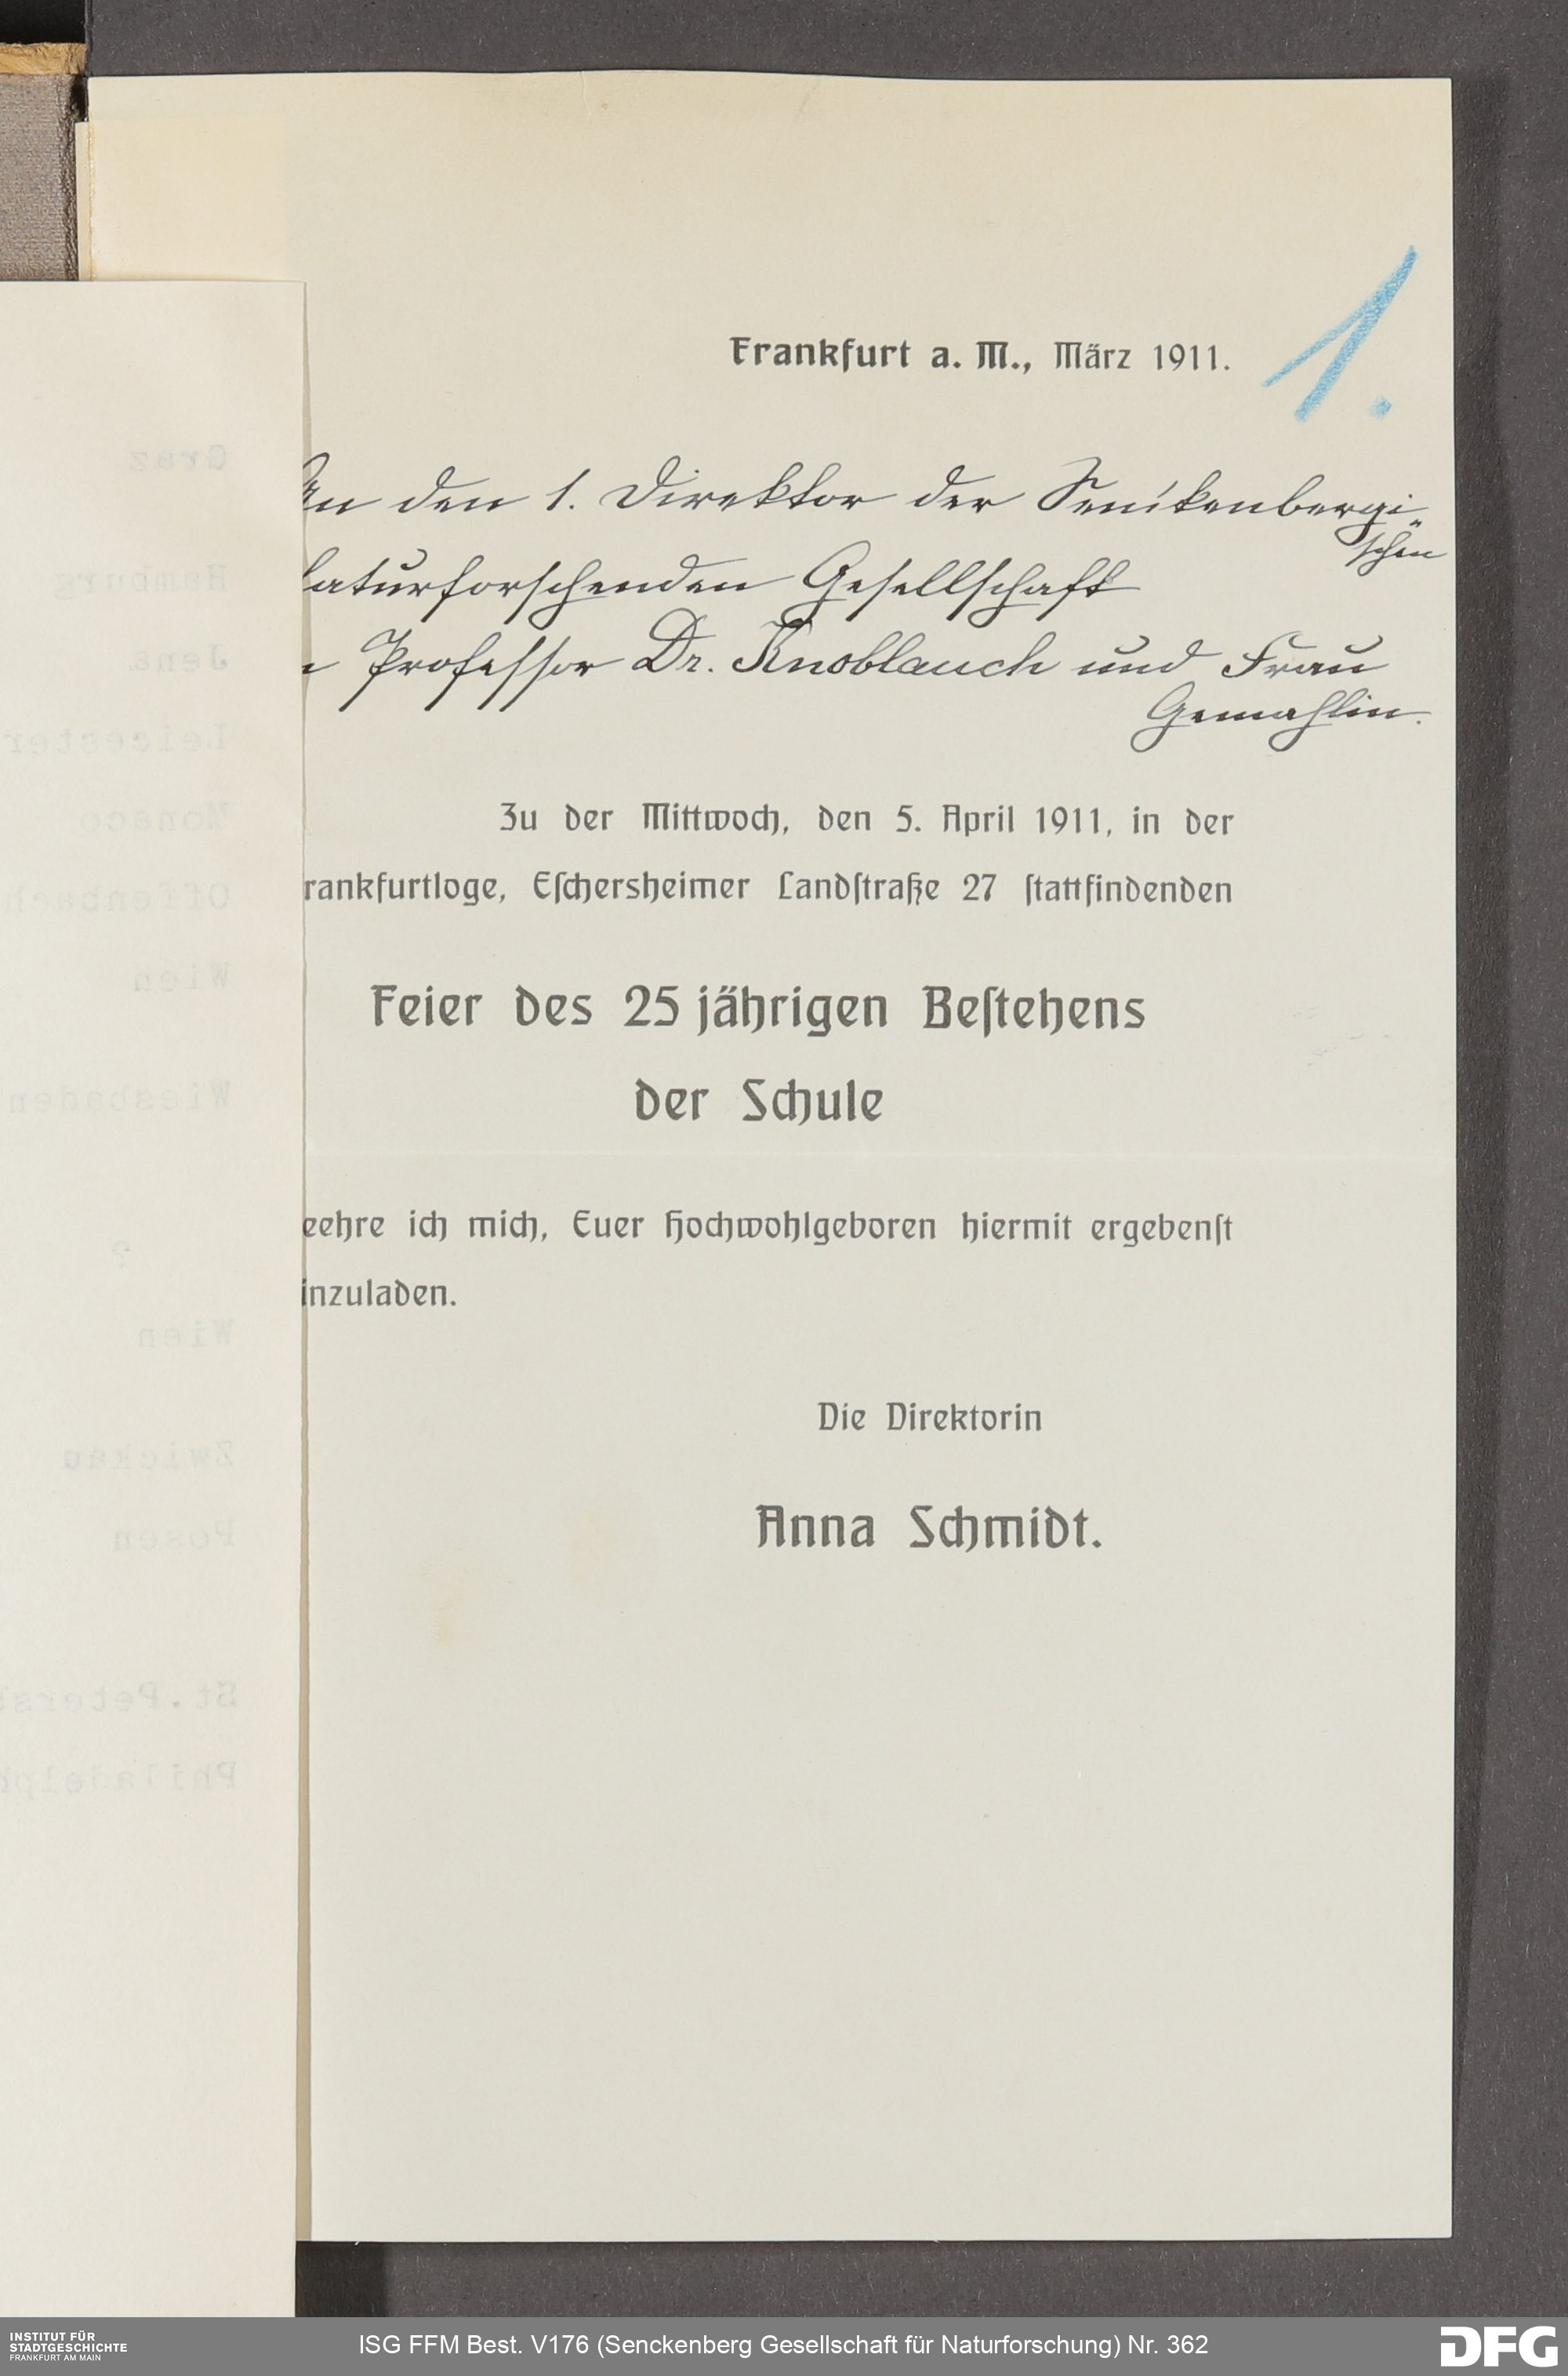 Frankfurt a. M., März 1911.
1.
An den 1. Direktor der Senckenbergi„
schen
aturforschenden Gesellschaft
Professor Dr. Knoblauch und Frau
Gemahlin.
Zu der Mittwoch, den 5. April 1911, in der
rankfurtloge, Eſchersheimer Landſtraße 27 ſtattfindenden
Feier des 25 jährigen Beſtehens
der Schule
eehre ich mich, Euer Hochwohlgeboren hiermit ergebenſt
inzuladen.
Die Direktorin
Anna Schmidt.
Graz
Hamburg
Jena
Leicester
Monaco
Offenbach
Wien
Wiesbaden
?
Wien
Zwickau
Posen
St.Petersb
Philadelph
INSTITUT FÜR
STADTGESCHICHTE
FRANKFURT AM MAIN
ISG FFM Best. V176 (Senckenberg Gesellschaft für Naturforschung) Nr. 362
DFG